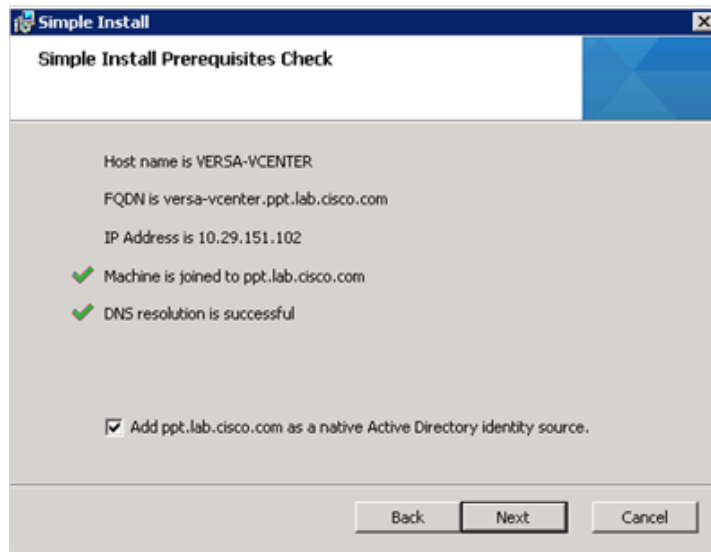 Simple Install
Simple Install Prerequisites Check
Host name is VERSA-VCENTER
FQDN is versa-vcenter.ppt.lab.cisco.com
IP Address is 10.29.151.102
Machine is joined to ppt.lab.cisco.com
DNS resolution is successful
Add ppt.lab.cisco.com as a native Active Directory identity source.
Back Next Cancel